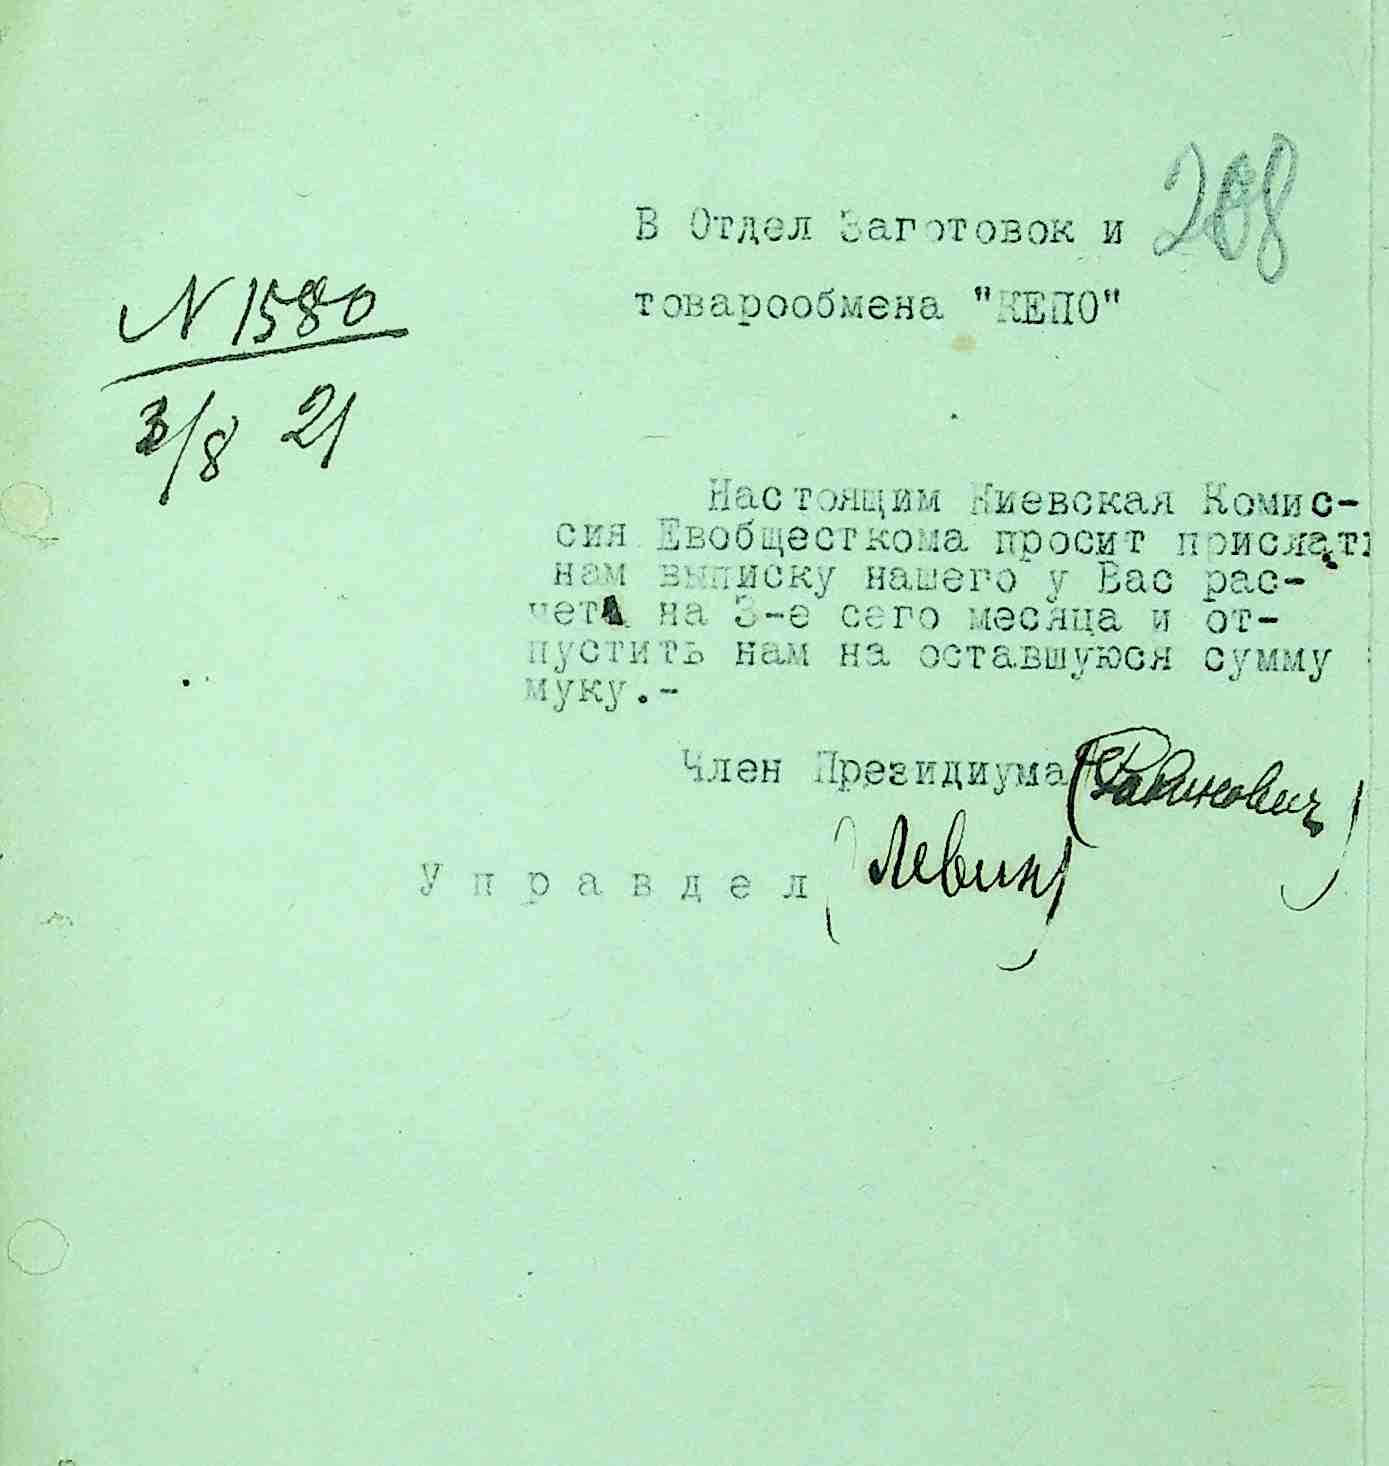 208
В Отдел Заготовок и
товарообмена "КЕПО"
N 1580
3/8 21
Настоящим Киевская Комис-
сия Евобщесткома просит прислать
нам выписку нашего у Вас рас-
чета на 3-е сего месяца и от-
пустить нам на оставшуюся сумму
муку.-
Член Президиума (Рабинович)
Управдел (Левин)